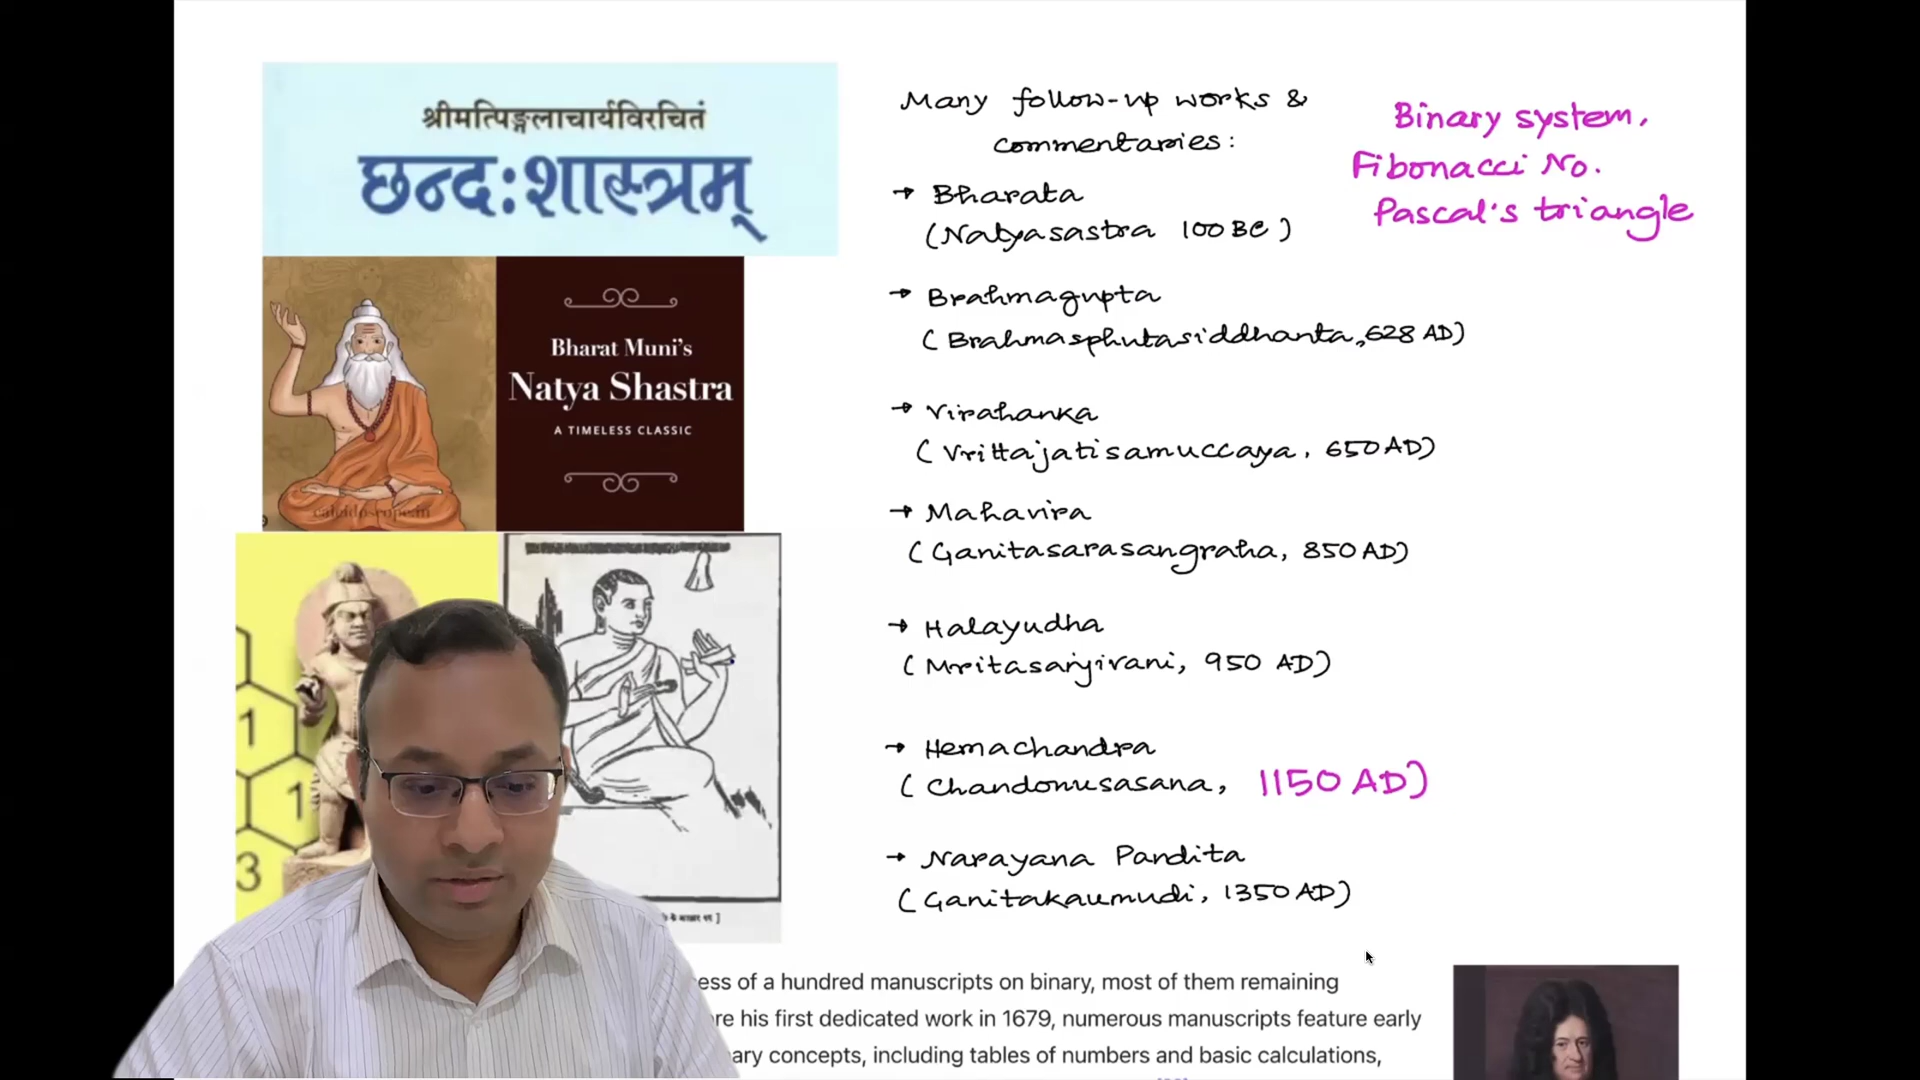 श्रीमत्पिङ्गलाचार्यविरचितं
छन्दःशास्त्रम्
Bharat Muni's
Natya Shastra
A TIMELESS CLASSIC
caleidoscope.in
1
1
3
Many follow-up works &
commentaries:
→ Bharata
(Natyasastra 100 BC)
→ Brahmagupta
(Brahmasphutasiddhanta, 628 AD)
→ Virahanka
(Vrittajatisamuccaya, 650 AD)
→ Mahavira
(Ganitasarasangraha, 850 AD)
→ Halayudha
(Mritasanjivani, 950 AD)
→ Hemachandra
(Chandonusasana, 1150 AD)
→ Narayana Pandita
(Ganitakaumudi, 1350 AD)
Binary system,
Fibonacci No.
Pascal's triangle
ess of a hundred manuscripts on binary, most of them remaining
re his first dedicated work in 1679, numerous manuscripts feature early
ary concepts, including tables of numbers and basic calculations,